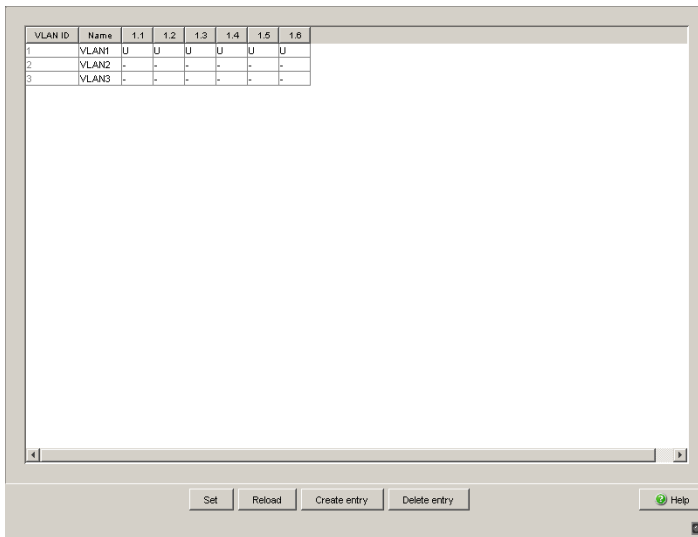 VLAN ID Name 1.1 1.2 1.3 1.4 1.5 1.6
1 VLAN1 U U U U U U
2 VLAN2 - - - - - -
3 VLAN3 - - - - - -
Set Reload Create entry Delete entry Help